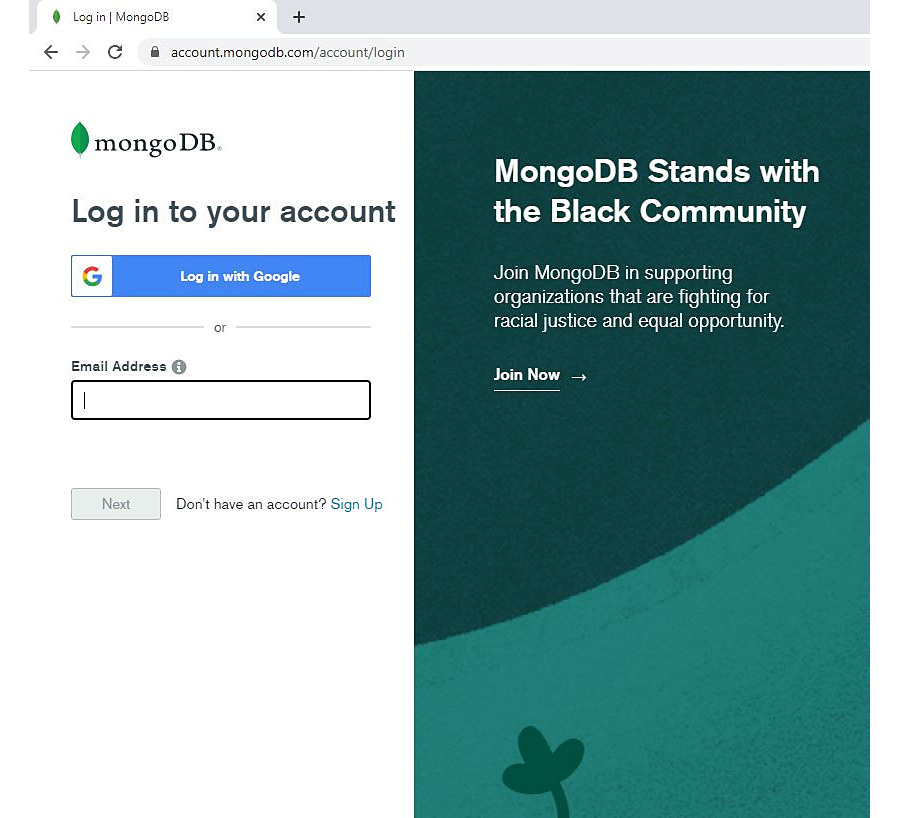 Log in | MongoDB
account.mongodb.com/account/login
mongoDB.
Log in to your account
Log in with Google
or
Email Address
Next
Don't have an account? Sign Up
MongoDB Stands with
the Black Community
Join MongoDB in supporting
organizations that are fighting for
racial justice and equal opportunity.
Join Now →